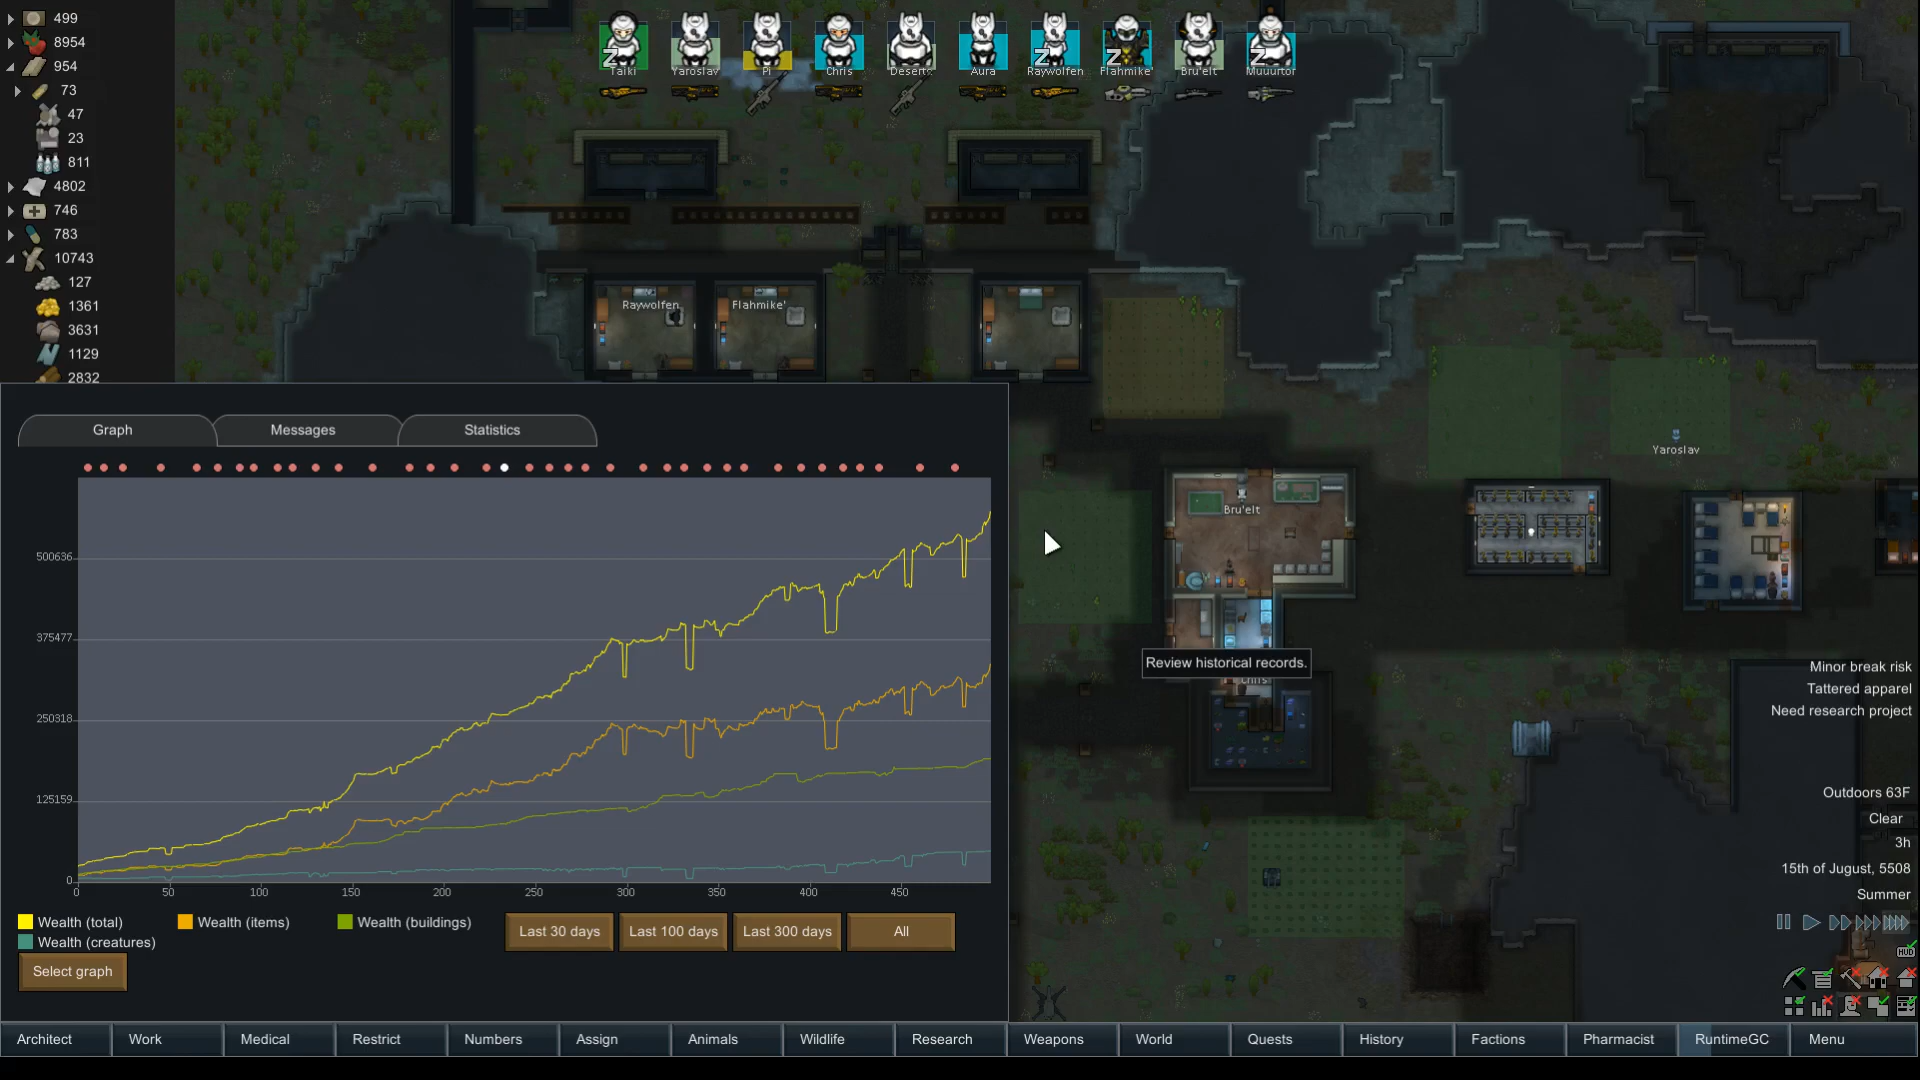 499
8954
954
73
47
23
811
4802
746
783
10743
127
1361
3631
1129
2832
Taiki
Yaroslav
Pi
Chris
Aura
Raywolfen
Flahmike'
Bru'elt
Muuurtor
Raywolfen
Flahmike'
Yaroslav
Bru'elt
Chris
Graph
Messages
Statistics
500636
375477
250318
125159
0
0
50
100
150
200
250
300
350
400
450
Wealth (total)
Wealth (items)
Wealth (buildings)
Wealth (creatures)
Last 30 days
Last 100 days
Last 300 days
All
Select graph
Review historical records.
Minor break risk
Tattered apparel
Need research project
Outdoors 63F
Clear
3h
15th of Jugust, 5508
Summer
HUD
Architect
Work
Medical
Restrict
Numbers
Assign
Animals
Wildlife
Research
Weapons
World
Quests
History
Factions
Pharmacist
RuntimeGC
Menu